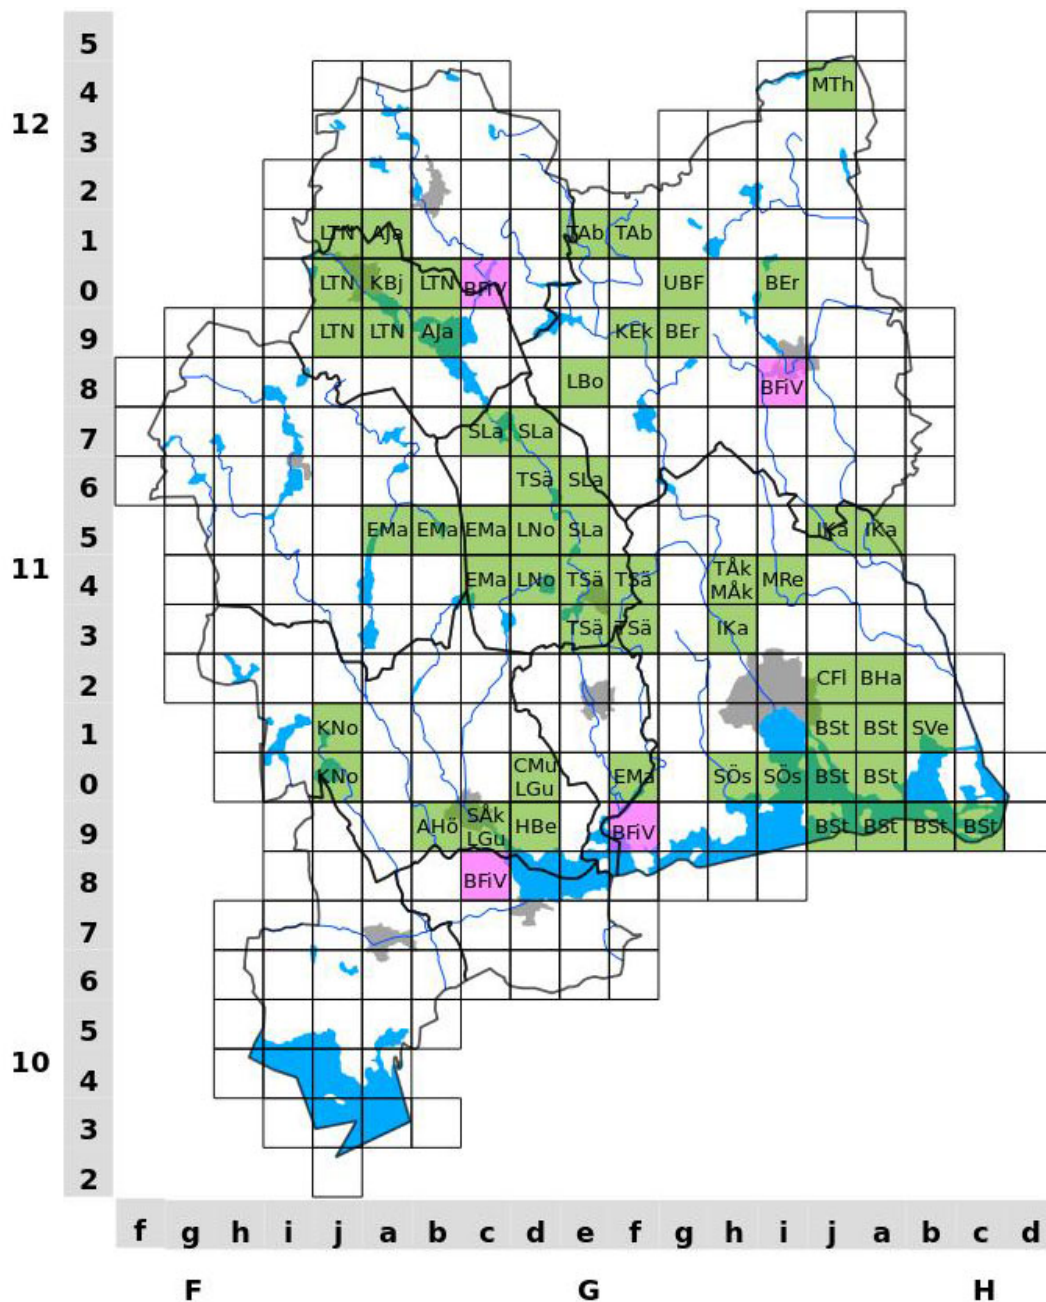 5
4 MTh
12
3
2
1 LTN AJa TAb TAb
0 LTN KBj LTN BFiV UBF BEr
9 LTN LTN AJa KEk BEr
8 LBo BFiV
7 SLa SLa
6 TSä SLa
5 EMa EMa EMa LNo SLa IKa IKa
11
4 EMa LNo TSä TSä TÅk MRe
MÅk
3 TSä TSä IKa
2 CFl BHa
1 KNo BSt BSt SVe
0 KNo CMu EMa SÖs SÖs BSt BSt
LGu
9 AHö SÅk HBe BFiV BSt BSt BSt BSt
LGu
8 BFiV
7
6
5
10
4
3
2
f g h i j a b c d e f g h i j a b c d
F G H